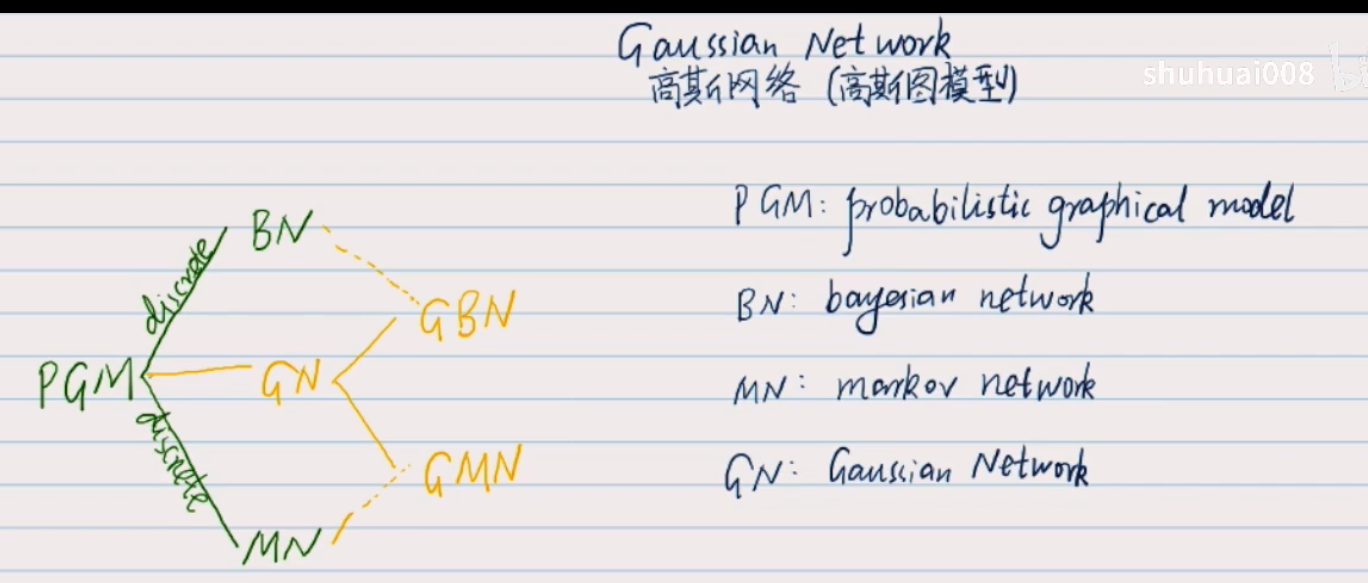 Gaussian Network
高斯网络 (高斯图模型)
shuhuai008
PGM: probabilistic graphical model
BN: bayesian network
MN: markov network
GN: Gaussian Network
BN
discrete
GBN
PGM
GN
discrete
GMN
MN